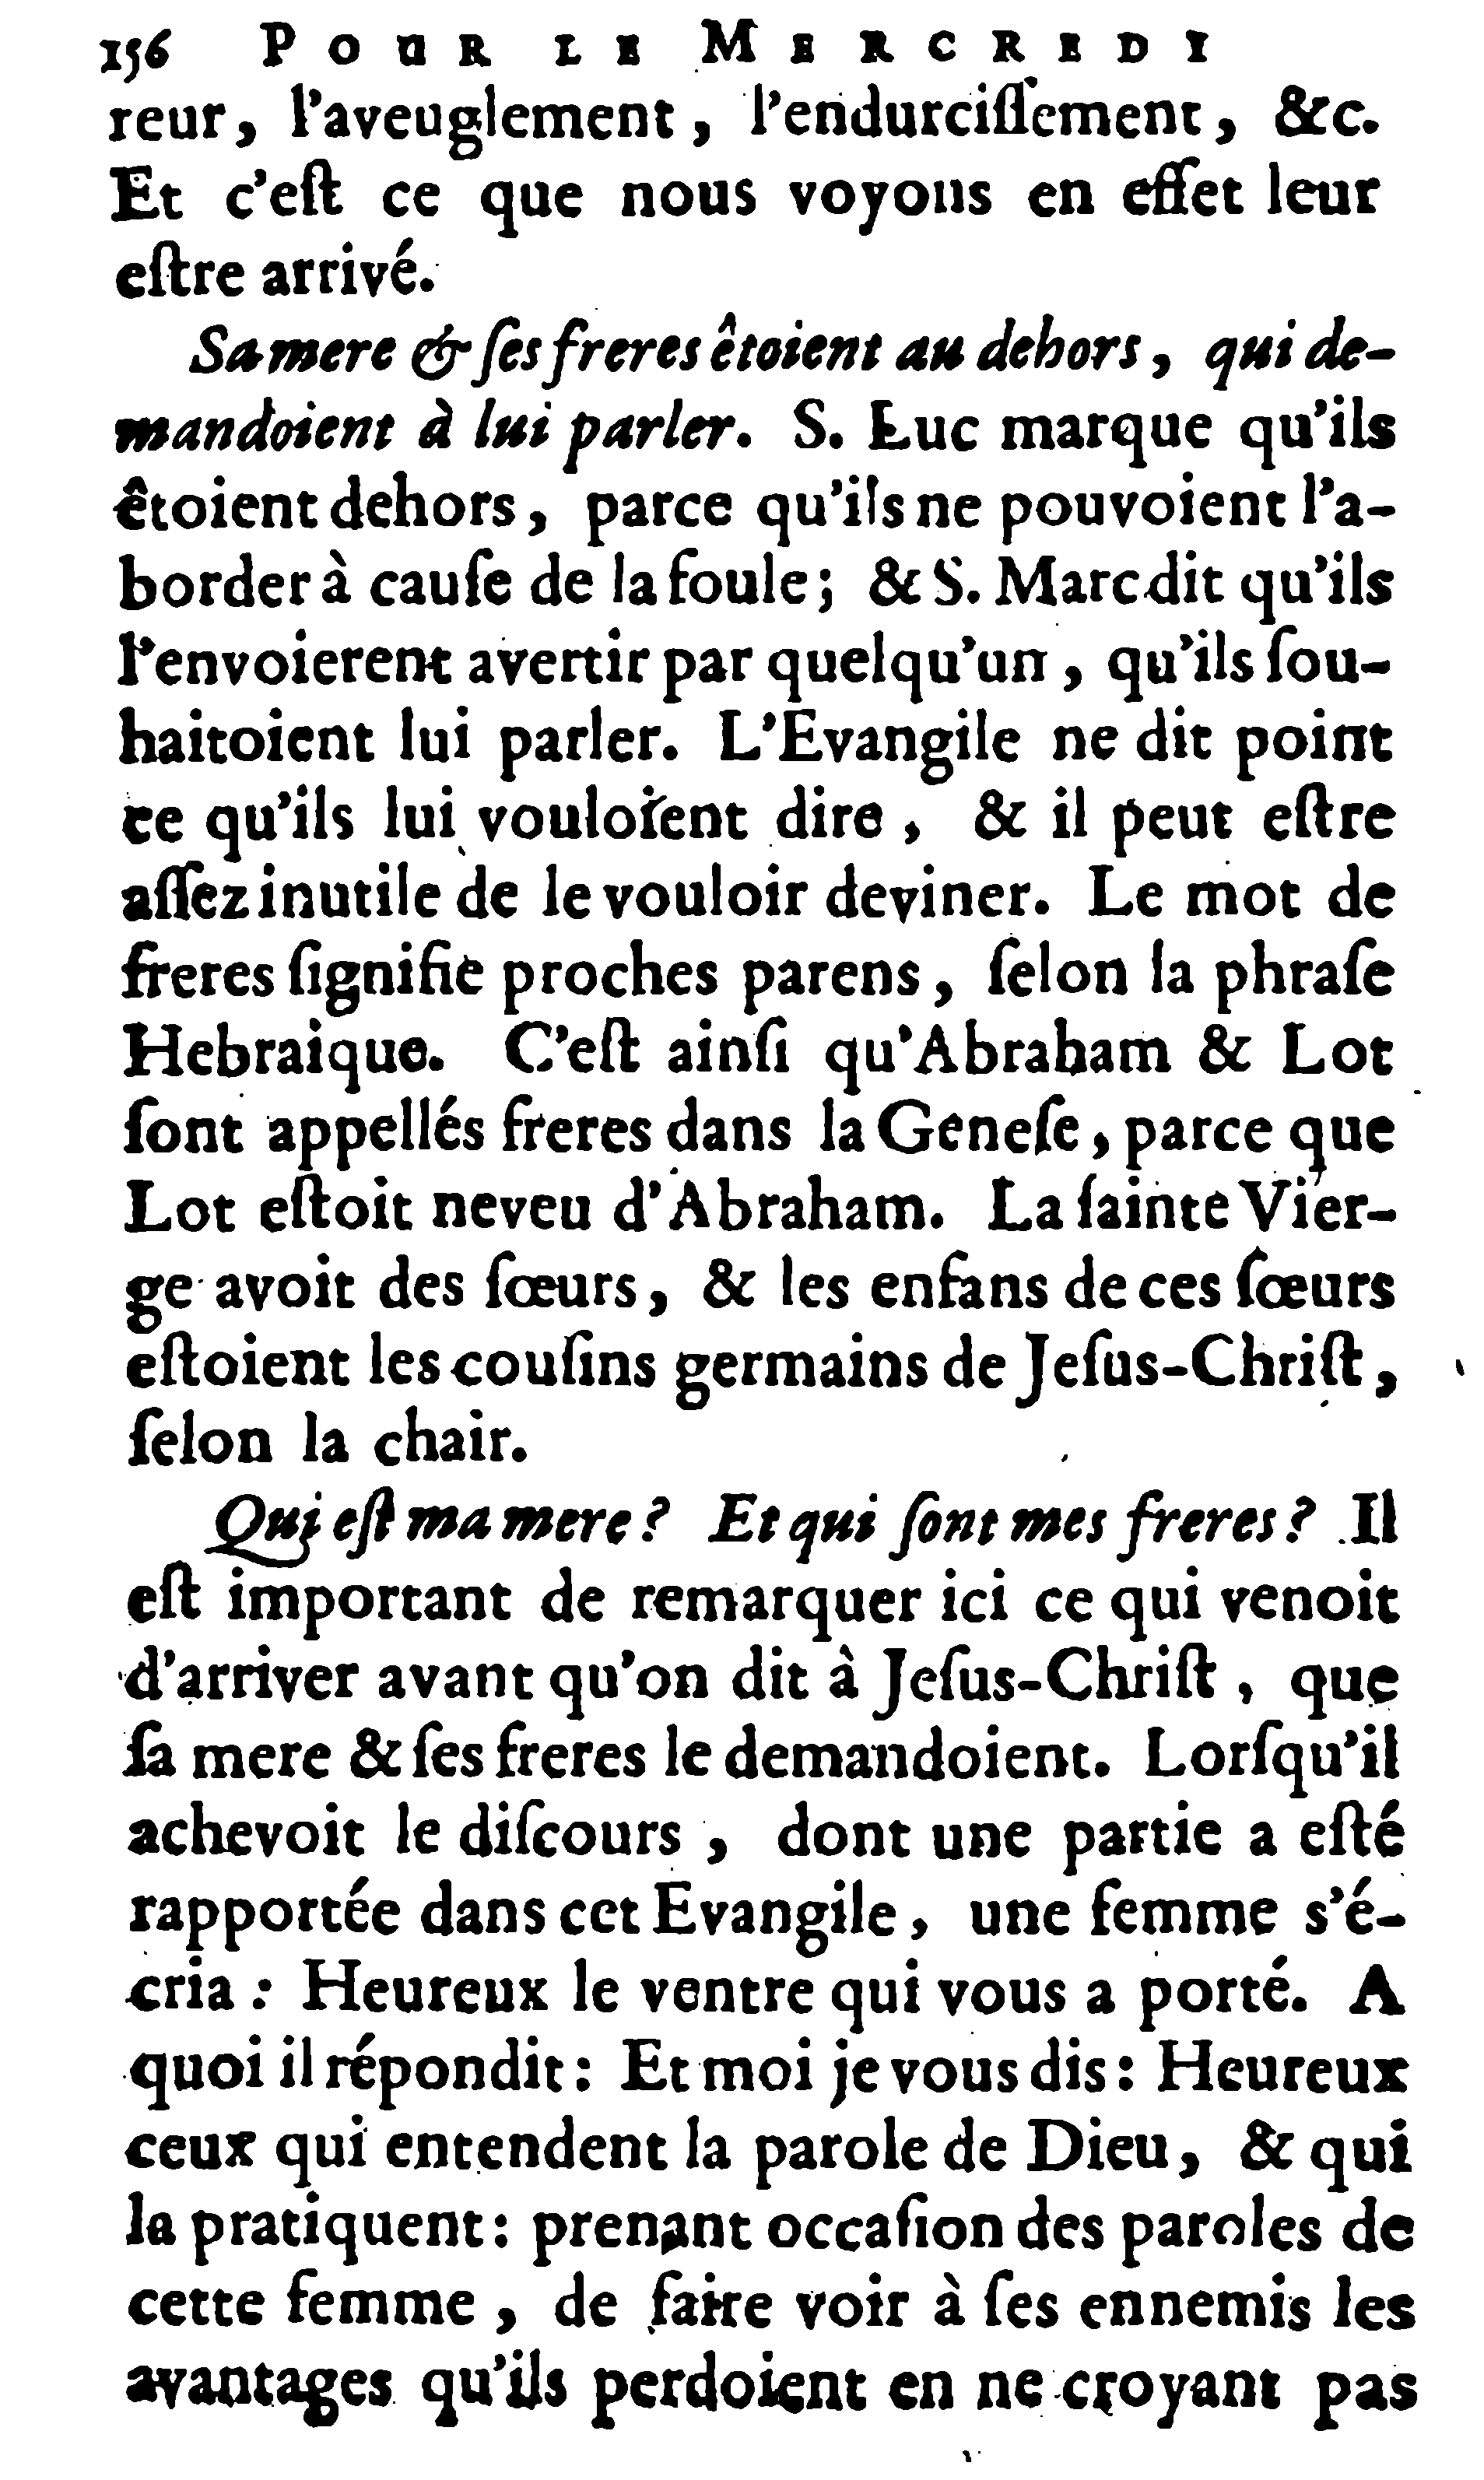 156 POUR LE MERCREDY
reur, l'aveuglement, l'endurciſſement, &c.
Et c'eſt ce que nous voyons en effet leur
eſtre arrivé.
Sa mere & ſes freres êtoient au dehors, qui de-
mandoient à lui parler. S. Luc marque qu'ils
êtoient dehors, parce qu'ils ne pouvoient l'a-
border à cauſe de la foule; & S. Marc dit qu'ils
l'envoierent avertir par quelqu'un, qu'ils ſou-
haitoient lui parler. L'Evangile ne dit point
ce qu'ils lui vouloient dire, & il peut eſtre
aſſez inutile de le vouloir deviner. Le mot de
freres ſignifie proches parens, ſelon la phraſe
Hebraique. C'eſt ainſi qu'Abraham & Lot
ſont appellés freres dans la Geneſe, parce que
Lot eſtoit neveu d'Abraham. La ſainte Vier-
ge avoit des ſœurs, & les enfans de ces ſœurs
eſtoient les couſins germains de Jeſus-Chriſt,
ſelon la chair.
Qui eſt ma mere? Et qui ſont mes freres? Il
eſt important de remarquer ici ce qui venoit
d'arriver avant qu'on dit à Jeſus-Chriſt, que
ſa mere & ſes freres le demandoient. Lorſqu'il
achevoit le diſcours, dont une partie a eſté
rapportée dans cet Evangile, une femme s'é-
cria: Heureux le ventre qui vous a porté. A
quoi il répondit: Et moi je vous dis: Heureux
ceux qui entendent la parole de Dieu, & qui
la pratiquent: prenant occaſion des paroles de
cette femme, de faire voir à ſes ennemis les
avantages qu'ils perdoient en ne croyant pas